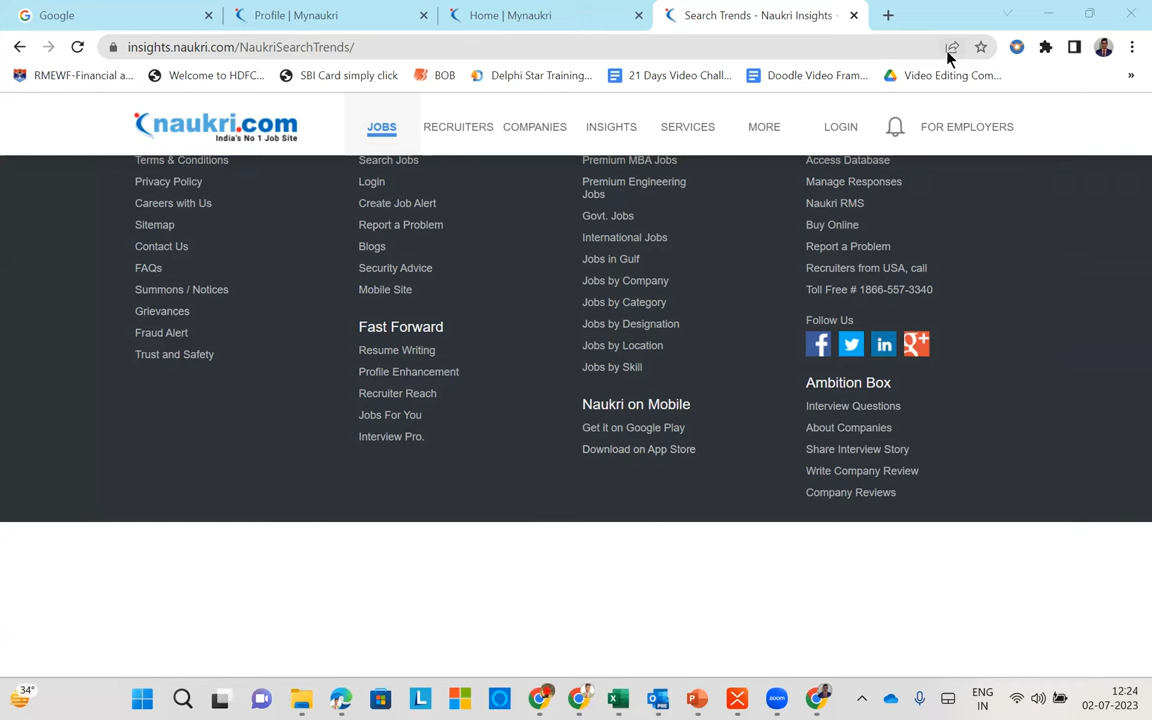 Google
Profile | Mynaukri
Home | Mynaukri
Search Trends - Naukri Insights -
insights.naukri.com/NaukriSearchTrends/
RMEWF-Financial a...
Welcome to HDFC...
SBI Card simply click
BOB
Delphi Star Training...
21 Days Video Chall...
Doodle Video Fram...
Video Editing Com...
»
naukri.com
India's No 1 Job Site
JOBS
RECRUITERS
COMPANIES
INSIGHTS
SERVICES
MORE
LOGIN
FOR EMPLOYERS
Terms & Conditions
Privacy Policy
Careers with Us
Sitemap
Contact Us
FAQs
Summons / Notices
Grievances
Fraud Alert
Trust and Safety
Search Jobs
Login
Create Job Alert
Report a Problem
Blogs
Security Advice
Mobile Site
Fast Forward
Resume Writing
Profile Enhancement
Recruiter Reach
Jobs For You
Interview Pro.
Premium MBA Jobs
Premium Engineering
Jobs
Govt. Jobs
International Jobs
Jobs in Gulf
Jobs by Company
Jobs by Category
Jobs by Designation
Jobs by Location
Jobs by Skill
Naukri on Mobile
Get it on Google Play
Download on App Store
Access Database
Manage Responses
Naukri RMS
Buy Online
Report a Problem
Recruiters from USA, call
Toll Free # 1866-557-3340
Follow Us
Ambition Box
Interview Questions
About Companies
Share Interview Story
Write Company Review
Company Reviews
34°
ENG
IN
12:24
02-07-2023